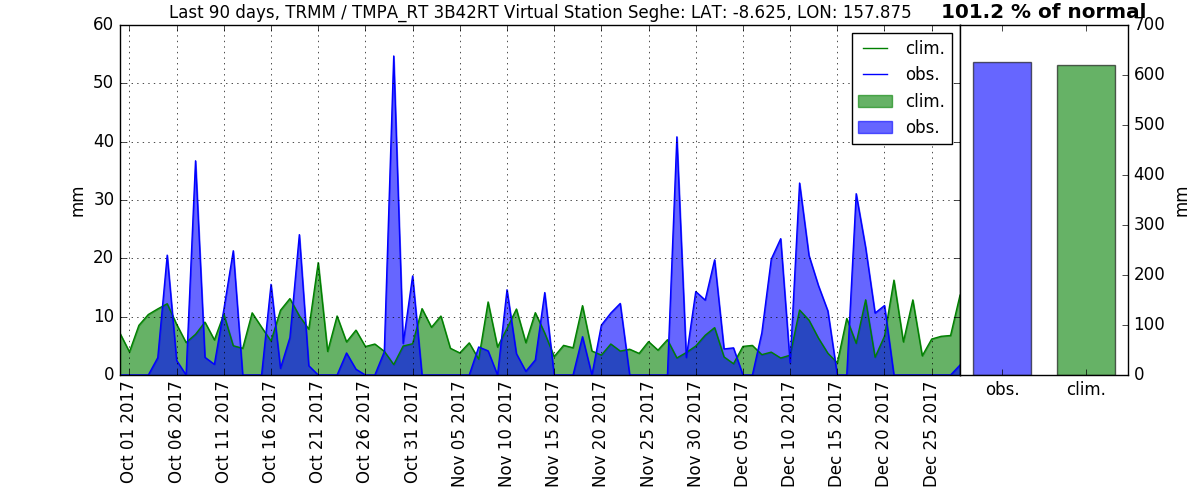 Last 90 days, TRMM / TMPA_RT 3B42RT Virtual Station Seghe: LAT: -8.625, LON: 157.875
101.2 % of normal
60
50
40
30
20
10
0
mm
clim.
obs.
clim.
obs.
700
600
500
400
300
200
100
0
mm
obs.
clim.
Oct 01 2017
Oct 06 2017
Oct 11 2017
Oct 16 2017
Oct 21 2017
Oct 26 2017
Oct 31 2017
Nov 05 2017
Nov 10 2017
Nov 15 2017
Nov 20 2017
Nov 25 2017
Nov 30 2017
Dec 05 2017
Dec 10 2017
Dec 15 2017
Dec 20 2017
Dec 25 2017